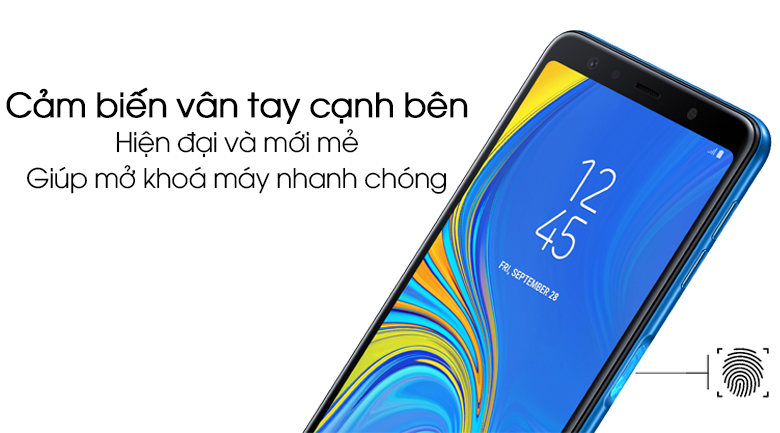 Cảm biến vân tay cạnh bên
Hiện đại và mới mẻ
Giúp mở khoá máy nhanh chóng
12
45
FRI, SEPTEMBER 28